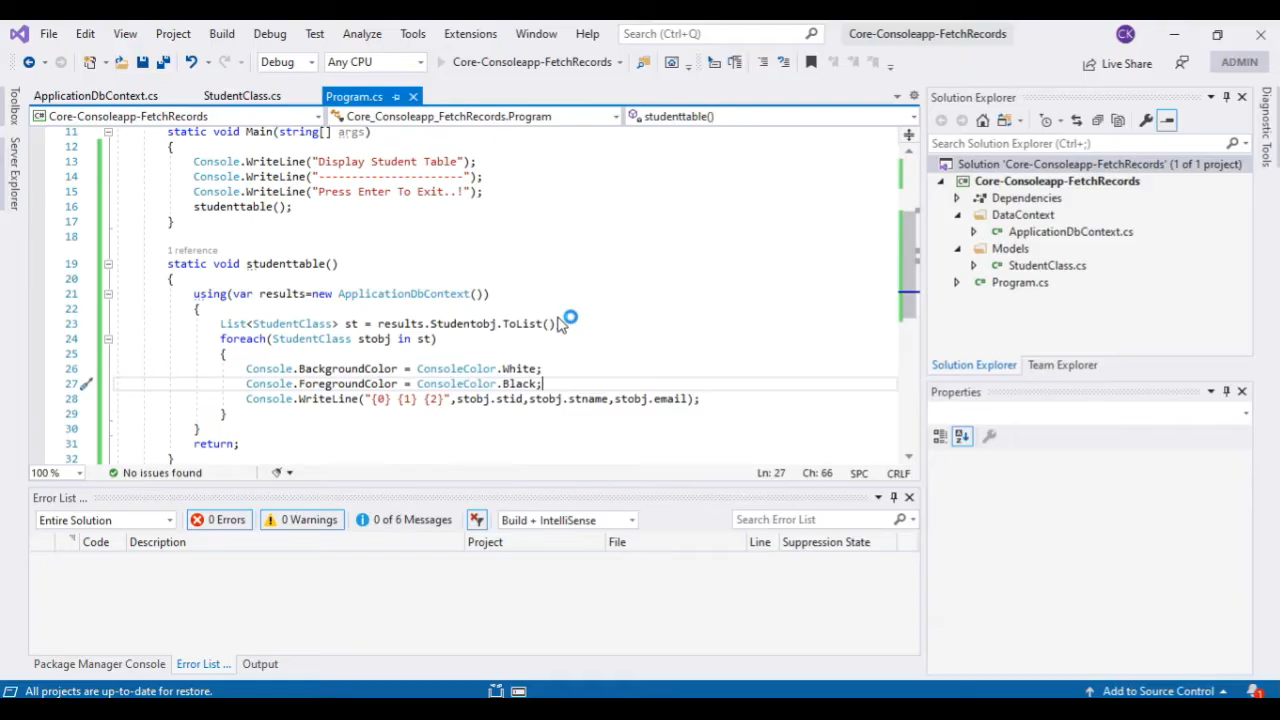 File Edit View Project Build Debug Test Analyze Tools Extensions Window Help Search (Ctrl+Q) Core-Consoleapp-FetchRecords CK
Debug Any CPU Core-Consoleapp-FetchRecords Live Share ADMIN
Toolbox
Server Explorer
ApplicationDbContext.cs StudentClass.cs Program.cs
Core-Consoleapp-FetchRecords Core_Consoleapp_FetchRecords.Program studenttable()
11 static void Main(string[] args)
12 {
13 Console.WriteLine("Display Student Table");
14 Console.WriteLine("----------------------");
15 Console.WriteLine("Press Enter To Exit..!");
16 studenttable();
17 }
18
1 reference
19 static void studenttable()
20 {
21 using(var results=new ApplicationDbContext())
22 {
23 List<StudentClass> st = results.Studentobj.ToList()
24 foreach(StudentClass stobj in st)
25 {
26 Console.BackgroundColor = ConsoleColor.White;
27 Console.ForegroundColor = ConsoleColor.Black;
28 Console.WriteLine("{0} {1} {2}",stobj.stid,stobj.stname,stobj.email);
29 }
30 }
31 return;
32 }
100 % No issues found Ln: 27 Ch: 66 SPC CRLF
Error List ...
Entire Solution 0 Errors 0 Warnings 0 of 6 Messages Build + IntelliSense Search Error List
Code Description Project File Line Suppression State
Package Manager Console Error List ... Output
Solution Explorer
Search Solution Explorer (Ctrl+;)
Solution 'Core-Consoleapp-FetchRecords' (1 of 1 project)
Core-Consoleapp-FetchRecords
Dependencies
DataContext
ApplicationDbContext.cs
Models
StudentClass.cs
Program.cs
Solution Explorer Team Explorer
Properties
Diagnostic Tools
All projects are up-to-date for restore. Add to Source Control 1